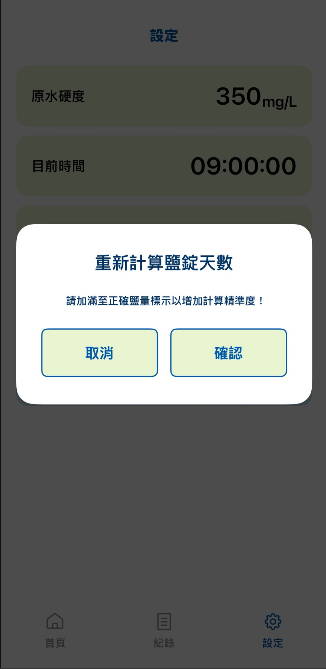 設定
原水硬度 350mg/L
目前時間 09:00:00
重新計算鹽錠天數
請加滿至正確鹽量標示以增加計算精準度！
取消 確認
首頁 紀錄 設定